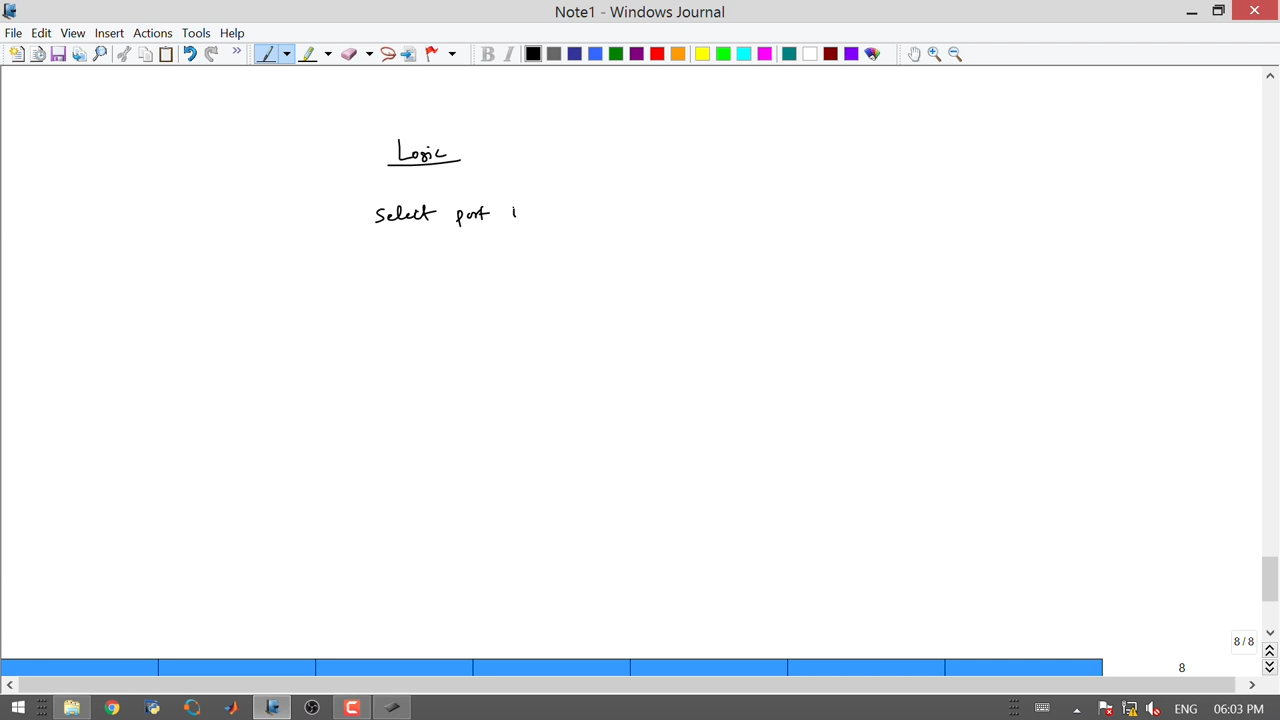 Note1 - Windows Journal
File Edit View Insert Actions Tools Help
B I
Logic
Select port i
8 / 8
8
ENG 06:03 PM